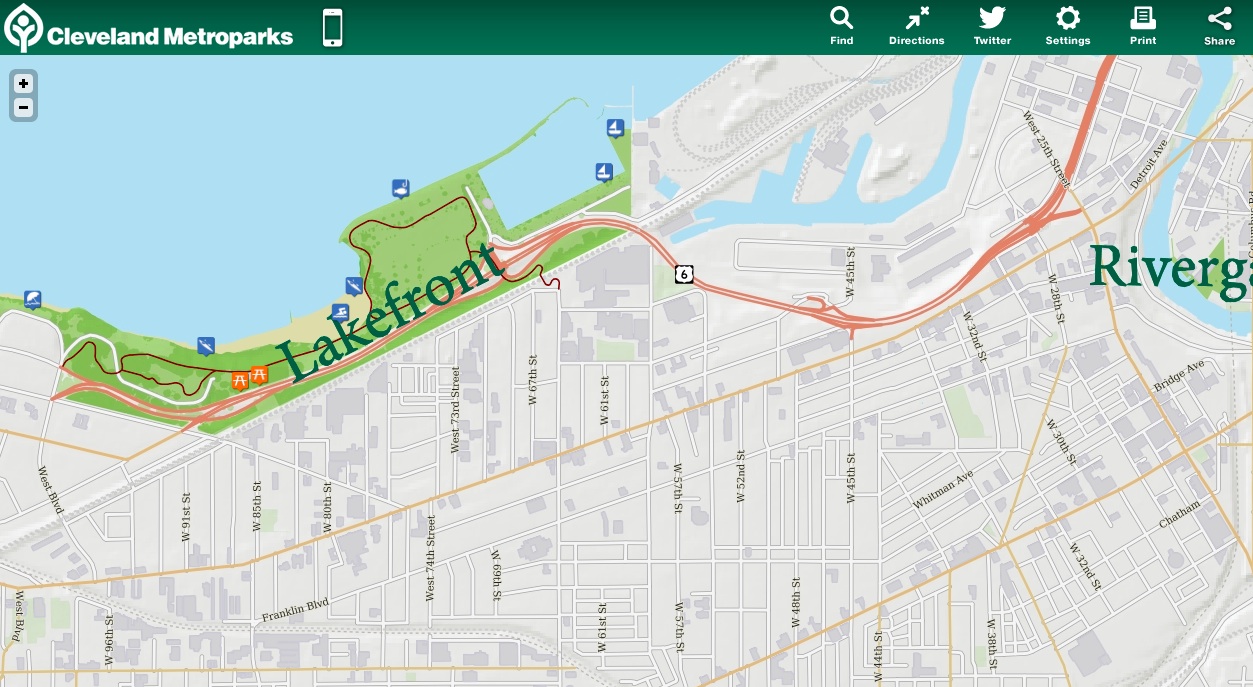 Cleveland Metroparks
Find
Directions
Twitter
Settings
Print
Share
+
−
West 25th Street
Detroit Ave
Lakefront
6
W 45th St
Riverga
W 28th St
W 32nd St
W 67th St
West 73rd Street
W 61st St
Bridge Ave
W 30th St
West Blvd
W 91st St
W 85th St
W 80th St
W 57th St
W 52nd St
W 45th St
Whitman Ave
Chatham
West 74th Street
W 69th St
W 32nd St
Franklin Blvd
West Blvd
W 96th St
W 61st St
W 57th St
W 48th St
W 44th St
W 38th St